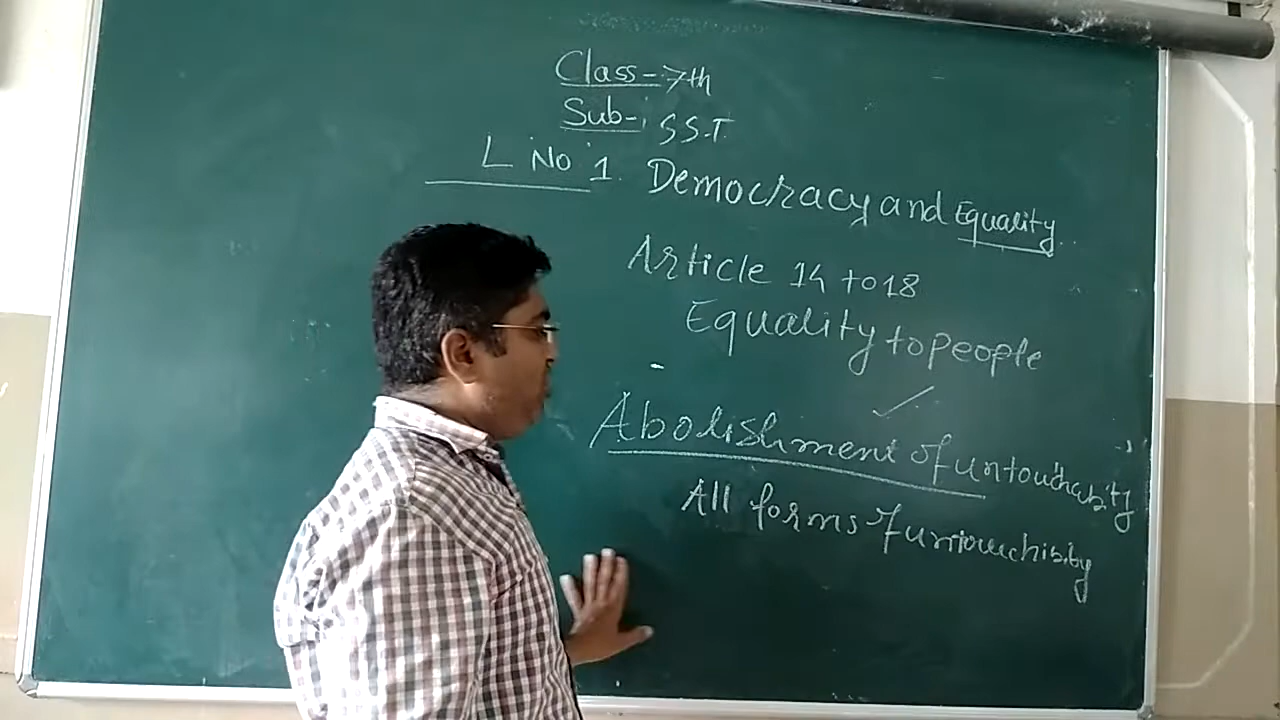 Class-7th
Sub-: S.S.T.
L No 1. Democracy and Equality
Article 14 to 18
Equality to people
Abolishment of untouchability
All forms of untouchibity